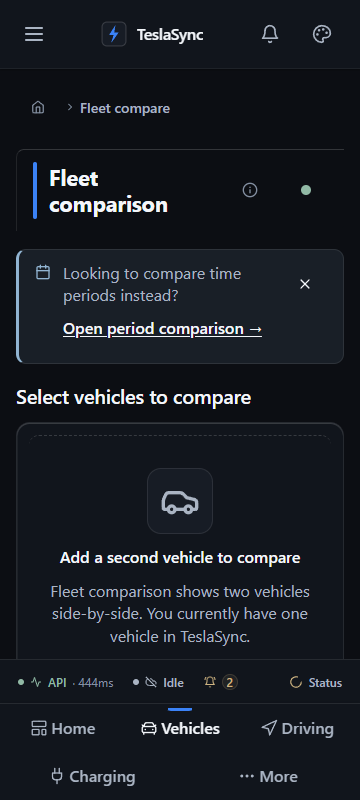 TeslaSync
Fleet compare
Fleet
comparison
Looking to compare time
periods instead?
Open period comparison →
Select vehicles to compare
Add a second vehicle to compare
Fleet comparison shows two vehicles
side-by-side. You currently have one
vehicle in TeslaSync.
API · 444ms Idle 2 Status
Home Vehicles Driving
Charging More